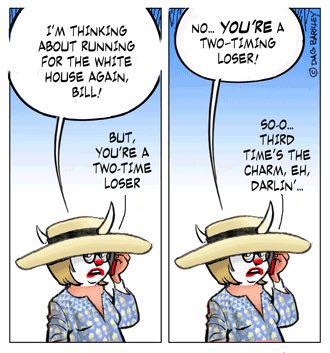 I'M THINKING
ABOUT RUNNING
FOR THE WHITE
HOUSE AGAIN,
BILL!
BUT,
YOU'RE A
TWO-TIME
LOSER
NO... YOU'RE A
TWO-TIMING
LOSER!
SO-O...
THIRD
TIME'S THE
CHARM, EH,
DARLIN'...
© DAG BARKLEY